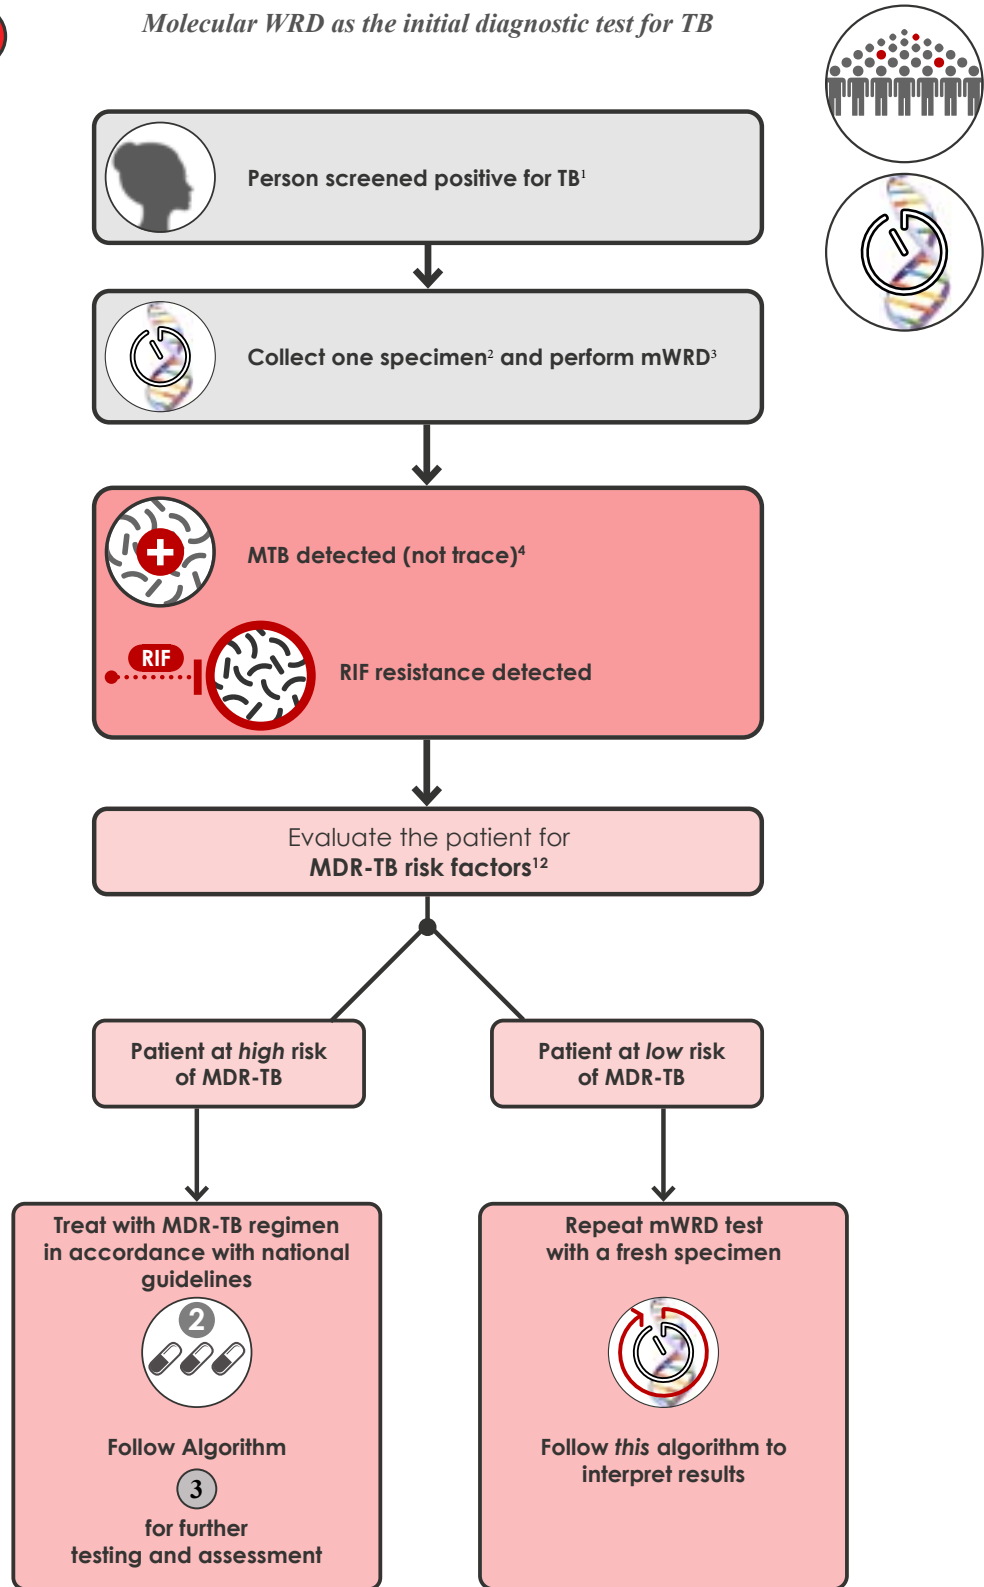 Molecular WRD as the initial diagnostic test for TB
Person screened positive for TB¹
Collect one specimen² and perform mWRD³
MTB detected (not trace)⁴
RIF
RIF resistance detected
Evaluate the patient for
MDR-TB risk factors¹²
Patient at high risk
of MDR-TB
Patient at low risk
of MDR-TB
Treat with MDR-TB regimen
in accordance with national
guidelines
2
Follow Algorithm
3
for further
testing and assessment
Repeat mWRD test
with a fresh specimen
Follow this algorithm to
interpret results